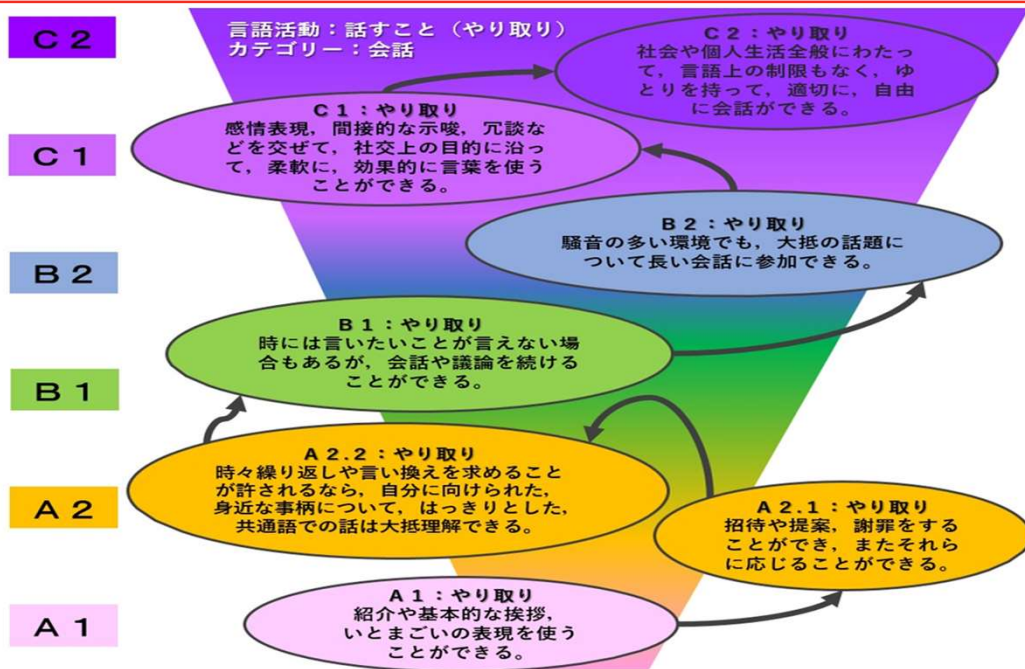 C2
言語活動：話すこと（やり取り）
カテゴリー：会話
C2：やり取り
社会や個人生活全般にわたっ
て，言語上の制限もなく，ゆ
とりを持って，適切に，自由
に会話ができる。
C1
C1：やり取り
感情表現，間接的な示唆，冗談な
どを交ぜて，社交上の目的に沿っ
て，柔軟に，効果的に言葉を使う
ことができる。
B2
B2：やり取り
騒音の多い環境でも，大抵の話題に
ついて長い会話に参加できる。
B1
B1：やり取り
時には言いたいことが言えない場
合もあるが，会話や議論を続ける
ことができる。
A2
A2.2：やり取り
時々繰り返しや言い換えを求めること
が許されるなら，自分に向けられた，
身近な事柄について，はっきりとした，
共通語での話は大抵理解できる。
A2.1：やり取り
招待や提案，謝罪をする
ことができ，またそれら
に応じることができる。
A1
A1：やり取り
紹介や基本的な挨拶，
いとまごいの表現を使う
ことができる。